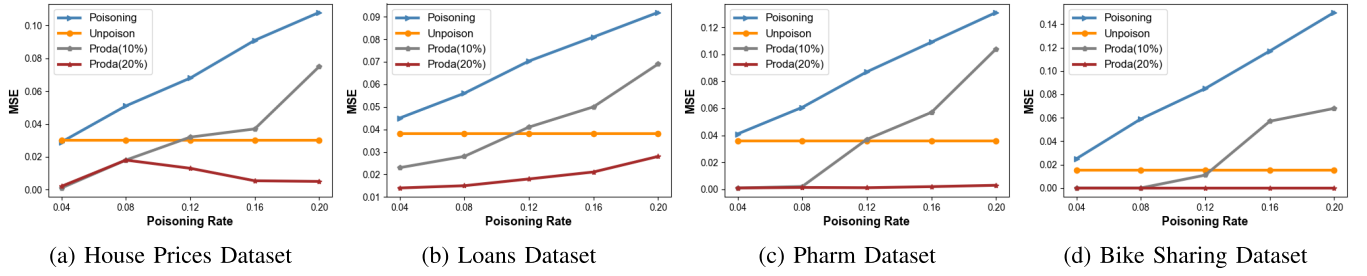 MSE
0.10
0.08
0.06
0.04
0.02
0.00
Poisoning
Unpoison
Proda(10%)
Proda(20%)
0.04 0.08 0.12 0.16 0.20
Poisoning Rate
(a) House Prices Dataset
MSE
0.09
0.08
0.07
0.06
0.05
0.04
0.03
0.02
0.01
Poisoning
Unpoison
Proda(10%)
Proda(20%)
0.04 0.08 0.12 0.16 0.20
Poisoning Rate
(b) Loans Dataset
MSE
0.12
0.10
0.08
0.06
0.04
0.02
0.00
Poisoning
Unpoison
Proda(10%)
Proda(20%)
0.04 0.08 0.12 0.16 0.20
Poisoning Rate
(c) Pharm Dataset
MSE
0.14
0.12
0.10
0.08
0.06
0.04
0.02
0.00
Poisoning
Unpoison
Proda(10%)
Proda(20%)
0.04 0.08 0.12 0.16 0.20
Poisoning Rate
(d) Bike Sharing Dataset